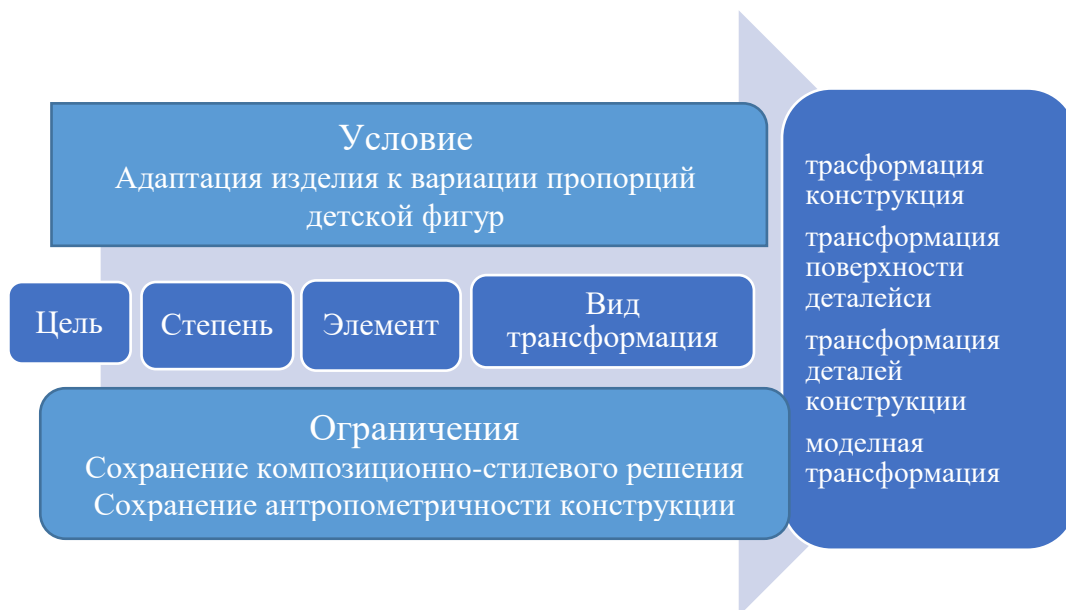 Условие
Адаптация изделия к вариации пропорций
детской фигур
Цель
Степень
Элемент
Вид
трансформация
Ограничения
Сохранение композиционно-стилевого решения
Сохранение антропометричности конструкции
трасформация
конструкция
трансформация
поверхности
деталейси
трансформация
деталей
конструкции
моделная
трансформация